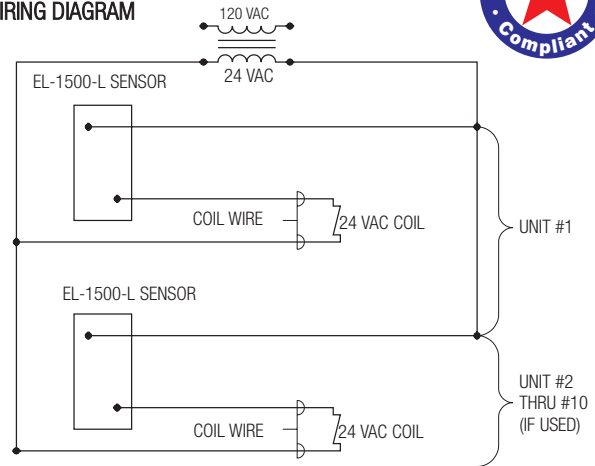 IRING DIAGRAM
120 VAC
24 VAC
• Compliant
EL-1500-L SENSOR
COIL WIRE
24 VAC COIL
UNIT #1
EL-1500-L SENSOR
COIL WIRE
24 VAC COIL
UNIT #2
THRU #10
(IF USED)